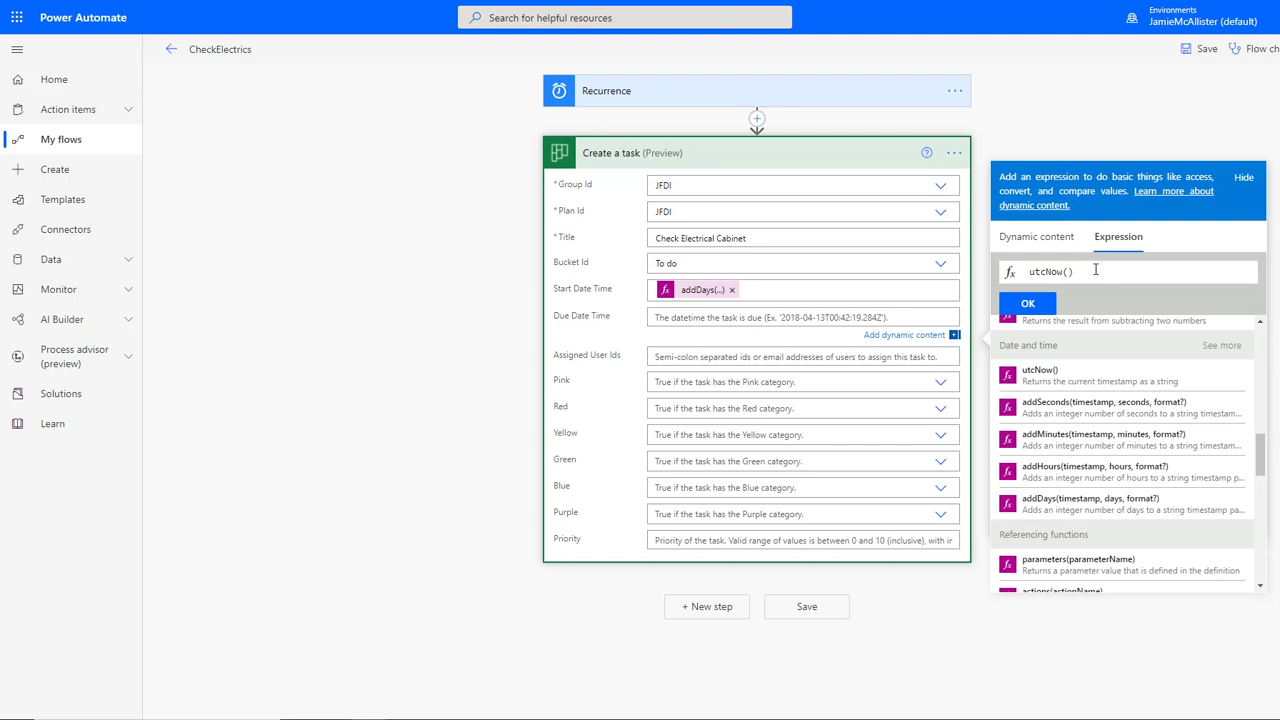 Power Automate
Search for helpful resources
Environments
JamieMcAllister (default)
CheckElectrics
Save
Flow ch
Home
Action items
My flows
Create
Templates
Connectors
Data
Monitor
AI Builder
Process advisor
(preview)
Solutions
Learn
Recurrence
Create a task (Preview)
* Group Id
JFDI
* Plan Id
JFDI
* Title
Check Electrical Cabinet
Bucket Id
To do
Start Date Time
fx addDays(...) ×
Due Date Time
The datetime the task is due (Ex. '2018-04-13T00:42:19.284Z').
Add dynamic content
Assigned User Ids
Semi-colon separated ids or email addresses of users to assign this task to.
Pink
True if the task has the Pink category.
Red
True if the task has the Red category.
Yellow
True if the task has the Yellow category.
Green
True if the task has the Green category.
Blue
True if the task has the Blue category.
Purple
True if the task has the Purple category.
Priority
Priority of the task. Valid range of values is between 0 and 10 (inclusive), with ir
+ New step
Save
Add an expression to do basic things like access,
convert, and compare values. Learn more about
dynamic content.
Hide
Dynamic content
Expression
fx utcNow()
OK
Returns the result from subtracting two numbers
Date and time
See more
utcNow()
Returns the current timestamp as a string
addSeconds(timestamp, seconds, format?)
Adds an integer number of seconds to a string timestam...
addMinutes(timestamp, minutes, format?)
Adds an integer number of minutes to a string timestam...
addHours(timestamp, hours, format?)
Adds an integer number of hours to a string timestamp p...
addDays(timestamp, days, format?)
Adds an integer number of days to a string timestamp pa...
Referencing functions
parameters(parameterName)
Returns a parameter value that is defined in the definition
actions(actionName)